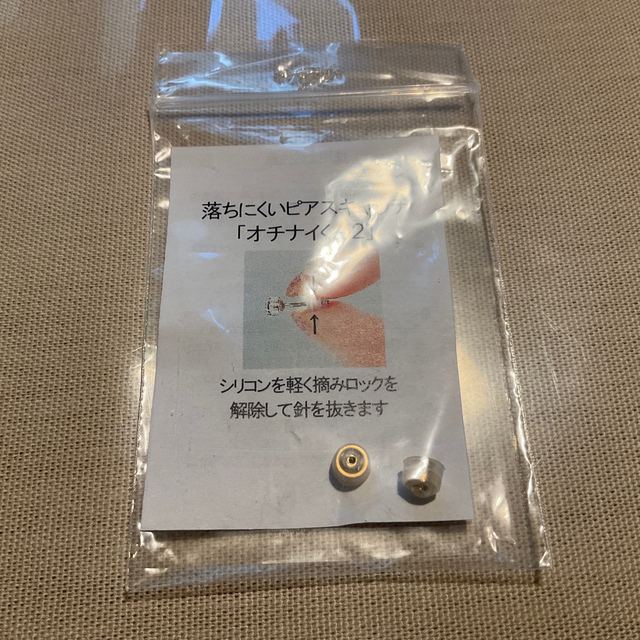 落ちにくいピアスキャッチ
「オチナイくん2」
↑
シリコンを軽く摘みロックを
解除して針を抜きます